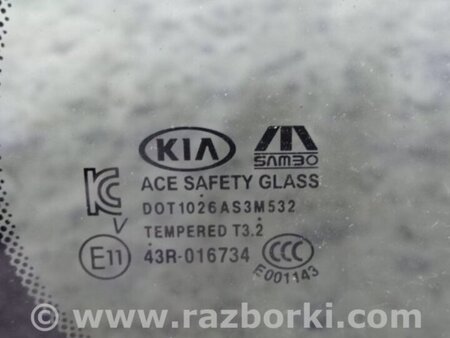 KIA SAMBO
KC ACE SAFETY GLASS
DOT1026AS3M532
V TEMPERED T3.2
E11 43R-016734 CCC
E001143
www.razborki.com